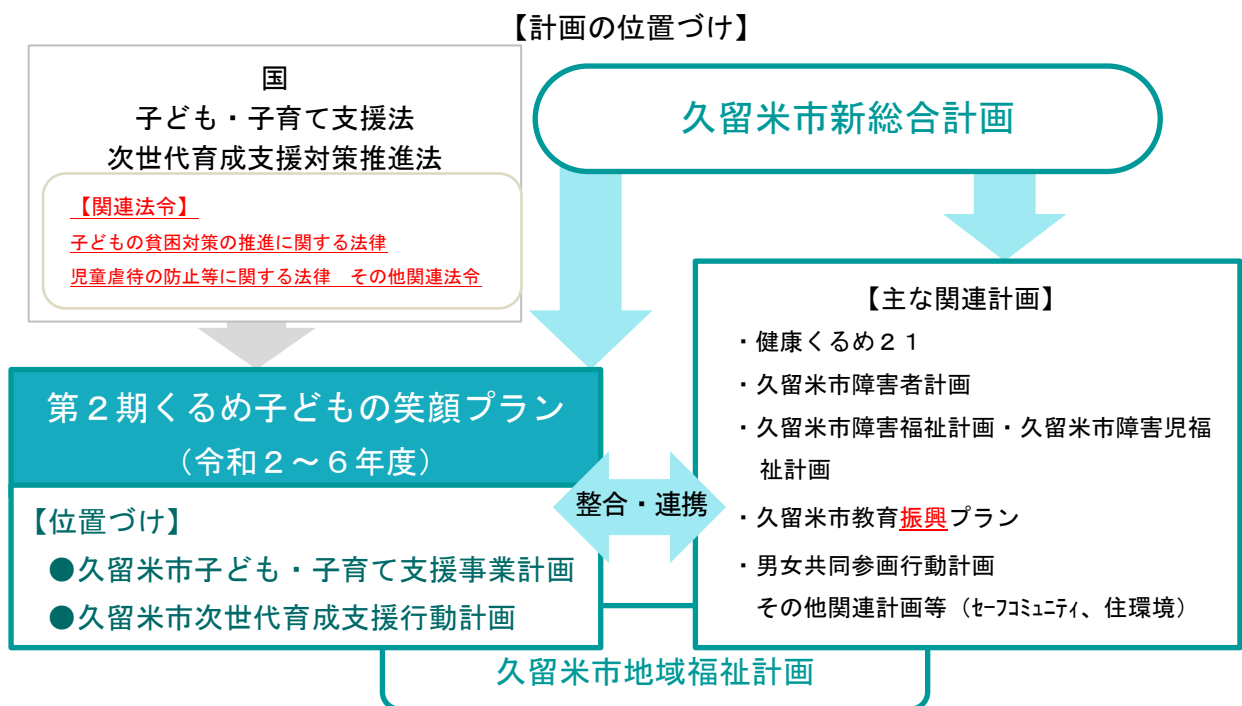 【計画の位置づけ】
国
子ども・子育て支援法
次世代育成支援対策推進法
【関連法令】
子どもの貧困対策の推進に関する法律
児童虐待の防止等に関する法律　その他関連法令
久留米市新総合計画
第２期くるめ子どもの笑顔プラン
（令和２～６年度）
【位置づけ】
●久留米市子ども・子育て支援事業計画
●久留米市次世代育成支援行動計画
整合・連携
【主な関連計画】
・健康くるめ２１
・久留米市障害者計画
・久留米市障害福祉計画・久留米市障害児福
祉計画
・久留米市教育振興プラン
・男女共同参画行動計画
その他関連計画等（ｾｰﾌｺﾐｭﾆﾃｨ、住環境）
久留米市地域福祉計画